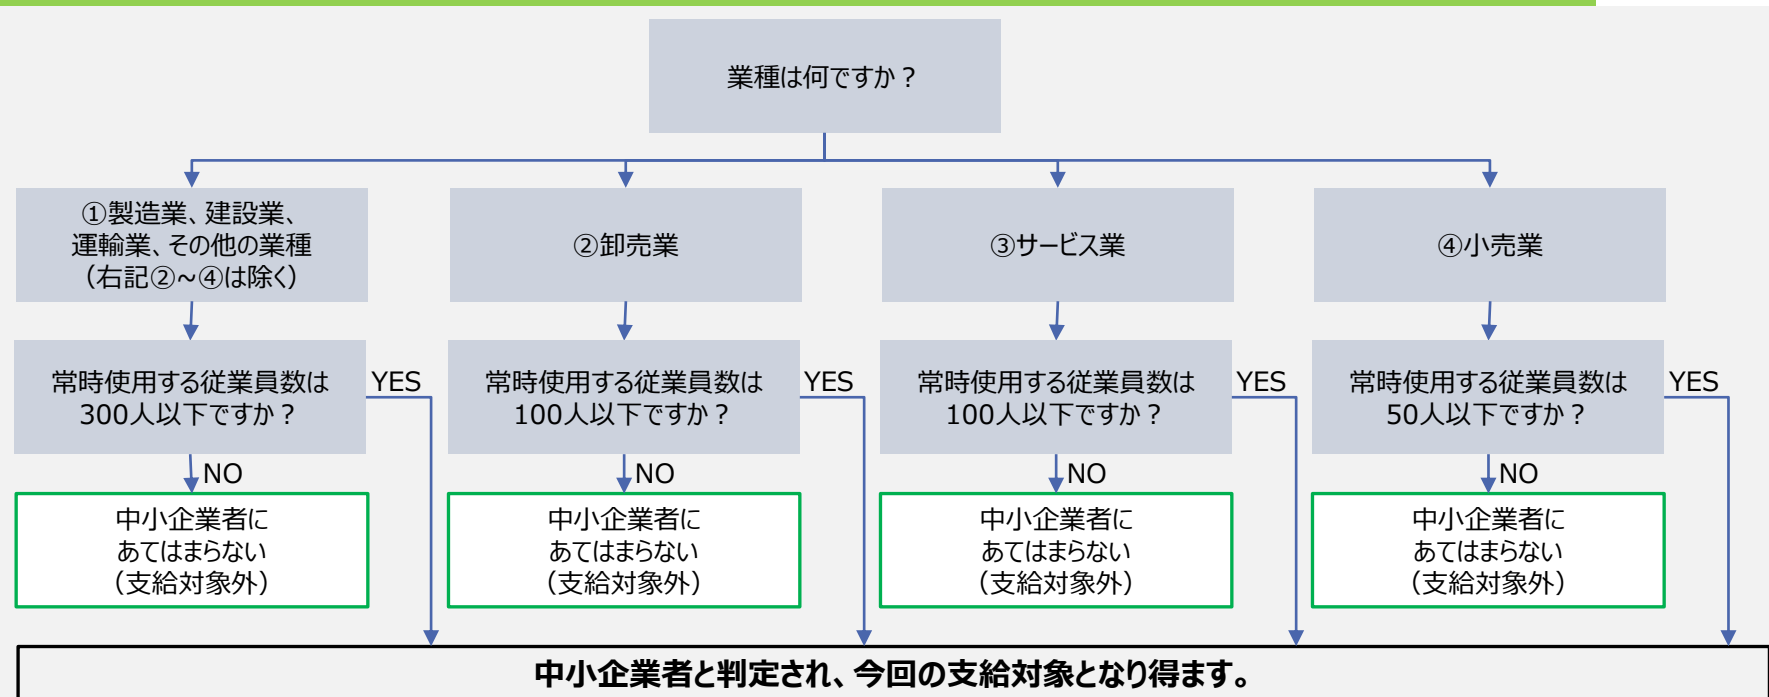 業種は何ですか？
①製造業、建設業、
運輸業、その他の業種
（右記②～④は除く）
②卸売業
③サービス業
④小売業
常時使用する従業員数は
300人以下ですか？
YES
常時使用する従業員数は
100人以下ですか？
YES
常時使用する従業員数は
100人以下ですか？
YES
常時使用する従業員数は
50人以下ですか？
YES
NO
NO
NO
NO
中小企業者に
あてはまらない
（支給対象外）
中小企業者に
あてはまらない
（支給対象外）
中小企業者に
あてはまらない
（支給対象外）
中小企業者に
あてはまらない
（支給対象外）
中小企業者と判定され、今回の支給対象となり得ます。